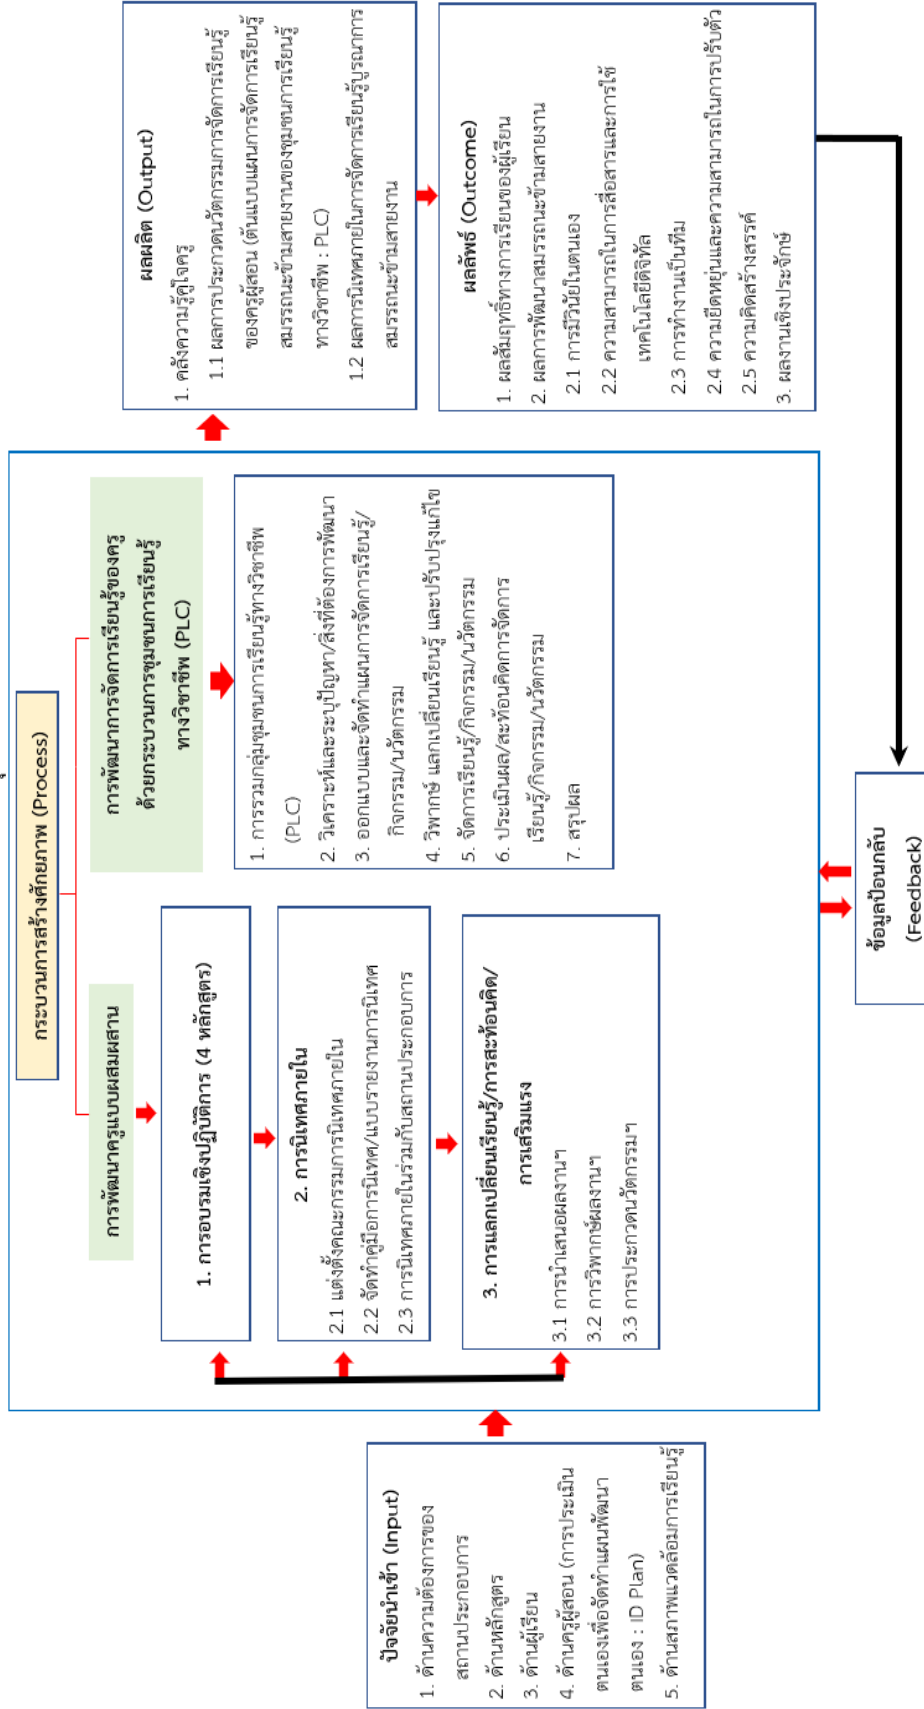 กระบวนการสร้างศักยภาพ (Process)
การพัฒนาครูแบบผสมผสาน
การพัฒนาการจัดการเรียนรู้ของครู
ด้วยกระบวนการชุมชนการเรียนรู้
ทางวิชาชีพ (PLC)
ปัจจัยนำเข้า (Input)
1. ด้านความต้องการของ
สถานประกอบการ
2. ด้านหลักสูตร
3. ด้านผู้เรียน
4. ด้านครูผู้สอน (การประเมิน
ตนเองเพื่อจัดทำแผนพัฒนา
ตนเอง : ID Plan)
5. ด้านสภาพแวดล้อมการเรียนรู้
1. การอบรมเชิงปฏิบัติการ (4 หลักสูตร)
2. การนิเทศภายใน
2.1 แต่งตั้งคณะกรรมการนิเทศภายใน
2.2 จัดทำคู่มือการนิเทศ/แบบรายงานการนิเทศ
2.3 การนิเทศภายในร่วมกับสถานประกอบการ
3. การแลกเปลี่ยนเรียนรู้/การสะท้อนคิด/
การเสริมแรง
3.1 การนำเสนอผลงานฯ
3.2 การวิพากษ์ผลงานฯ
3.3 การประกวดนวัตกรรมฯ
1. การรวมกลุ่มชุมชนการเรียนรู้ทางวิชาชีพ
(PLC)
2. วิเคราะห์และระบุปัญหา/สิ่งที่ต้องการพัฒนา
3. ออกแบบและจัดทำแผนการจัดการเรียนรู้/
กิจกรรม/นวัตกรรม
4. วิพากษ์ แลกเปลี่ยนเรียนรู้ และปรับปรุงแก้ไข
5. จัดการเรียนรู้/กิจกรรม/นวัตกรรม
6. ประเมินผล/สะท้อนคิดการจัดการ
เรียนรู้/กิจกรรม/นวัตกรรม
7. สรุปผล
ผลผลิต (Output)
1. คลังความรู้คู่ใจครู
1.1 ผลการประกวดนวัตกรรมการจัดการเรียนรู้
ของครูผู้สอน (ต้นแบบแผนการจัดการเรียนรู้
สมรรถนะข้ามสายงานของชุมชนการเรียนรู้
ทางวิชาชีพ : PLC)
1.2 ผลการนิเทศภายในการจัดการเรียนรู้บูรณาการ
สมรรถนะข้ามสายงาน
ผลลัพธ์ (Outcome)
1. ผลสัมฤทธิ์ทางการเรียนของผู้เรียน
2. ผลการพัฒนาสมรรถนะข้ามสายงาน
2.1 การมีวินัยในตนเอง
2.2 ความสามารถในการสื่อสารและการใช้
เทคโนโลยีดิจิทัล
2.3 การทำงานเป็นทีม
2.4 ความยืดหยุ่นและความสามารถในการปรับตัว
2.5 ความคิดสร้างสรรค์
3. ผลงานเชิงประจักษ์
ข้อมูลป้อนกลับ
(Feedback)